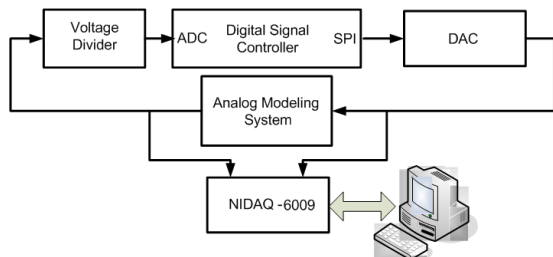 Voltage
Divider
ADC
Digital Signal
Controller
SPI
DAC
Analog Modeling
System
NIDAQ -6009